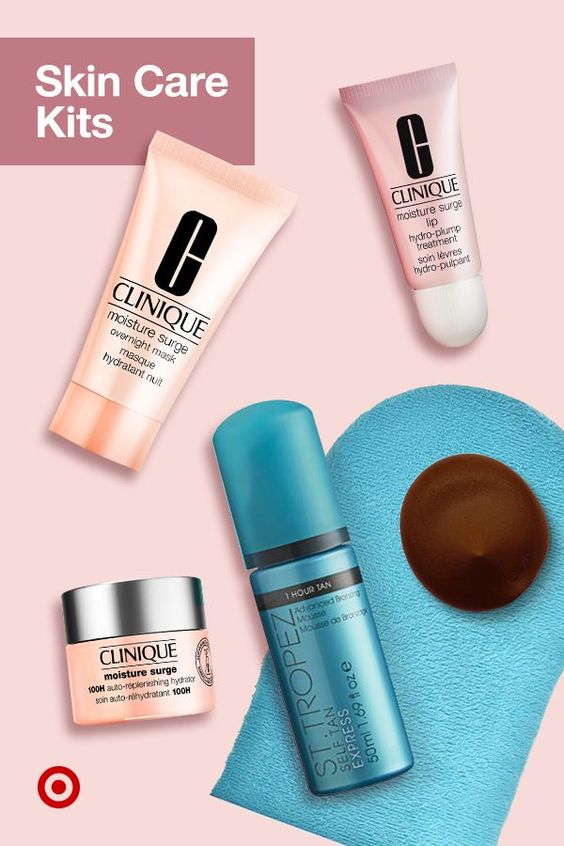 Skin Care
Kits
CLINIQUE
moisture surge
lip
hydro-plump
treatment
soin lèvres
hydro-pulpant
CLINIQUE
moisture surge
overnight mask
masque
hydratant nuit
1 HOUR TAN
Advanced Bronzing
Mousse
Mousse de Bronzage
ST.TROPEZ
SELF TAN
EXPRESS
50ml 1.69 fl oz e
CLINIQUE
moisture surge
100H auto-replenishing hydrator
soin auto-réhydratant 100H